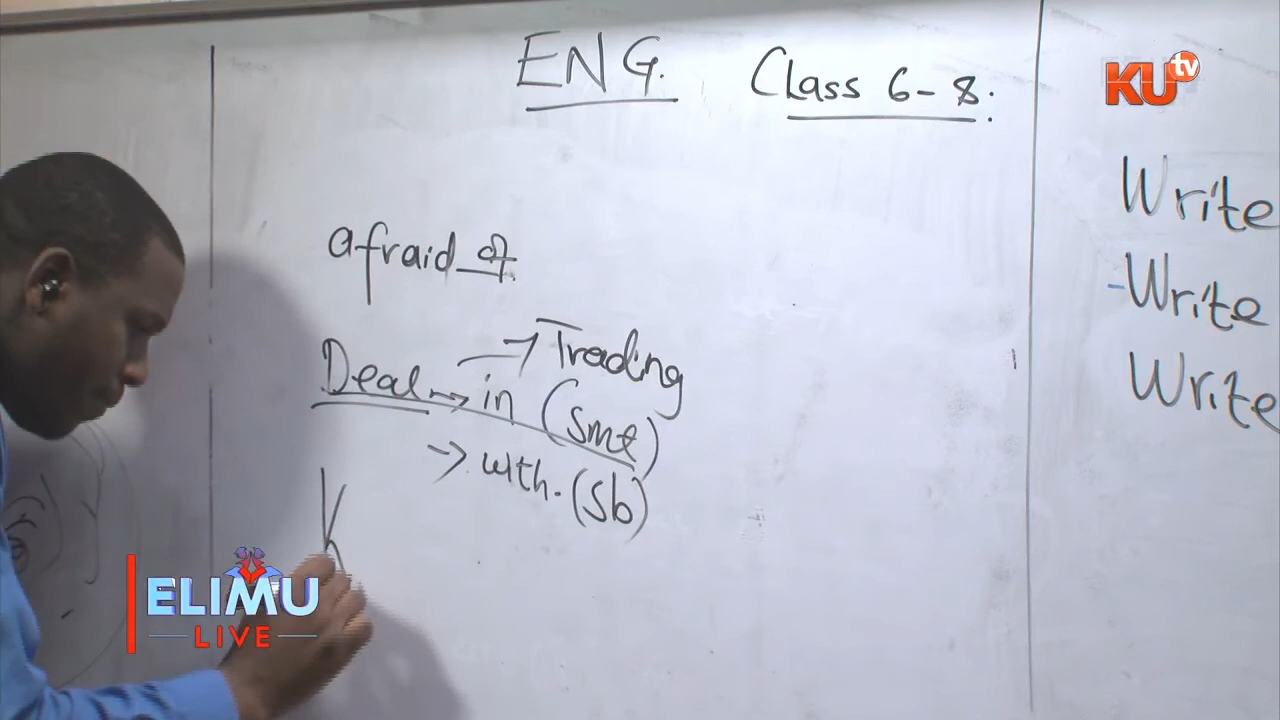 ENG. Class 6-8.
KU tv
Write
-Write
Write
afraid of
→ Trading
Deal → in (Smt)
→ with. (Sb)
K
ELIMU
LIVE